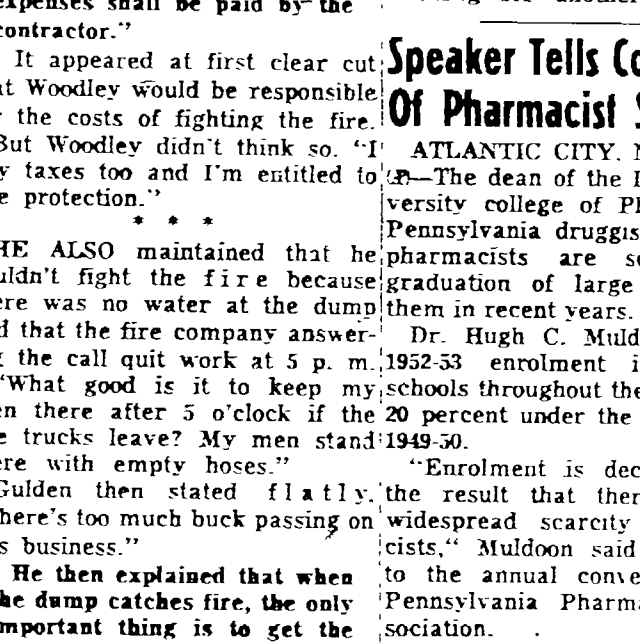 expenses shall be paid by the
contractor."
It appeared at first clear cut
at Woodley would be responsible
r the costs of fighting the fire.
But Woodley didn't think so. "I
y taxes too and I'm entitled to
e protection."
* * *
HE ALSO maintained that he
uldn't fight the fire because
ere was no water at the dump
d that the fire company answer-
g the call quit work at 5 p. m.
"What good is it to keep my
en there after 5 o'clock if the
e trucks leave? My men stand
ere with empty hoses."
Gulden then stated flatly.
here's too much buck passing on
s business."
He then explained that when
he dump catches fire, the only
mportant thing is to get the
Speaker Tells Co
Of Pharmacist S
ATLANTIC CITY. N
—The dean of the
versity college of Ph
Pennsylvania druggis
pharmacists are s
graduation of large
them in recent years.
Dr. Hugh C. Muld
1952-53 enrolment i
schools throughout the
20 percent under the
1949-50.
"Enrolment is dec
the result that ther
widespread scarcity
cists," Muldoon said
to the annual conve
Pennsylvania Pharma
sociation.